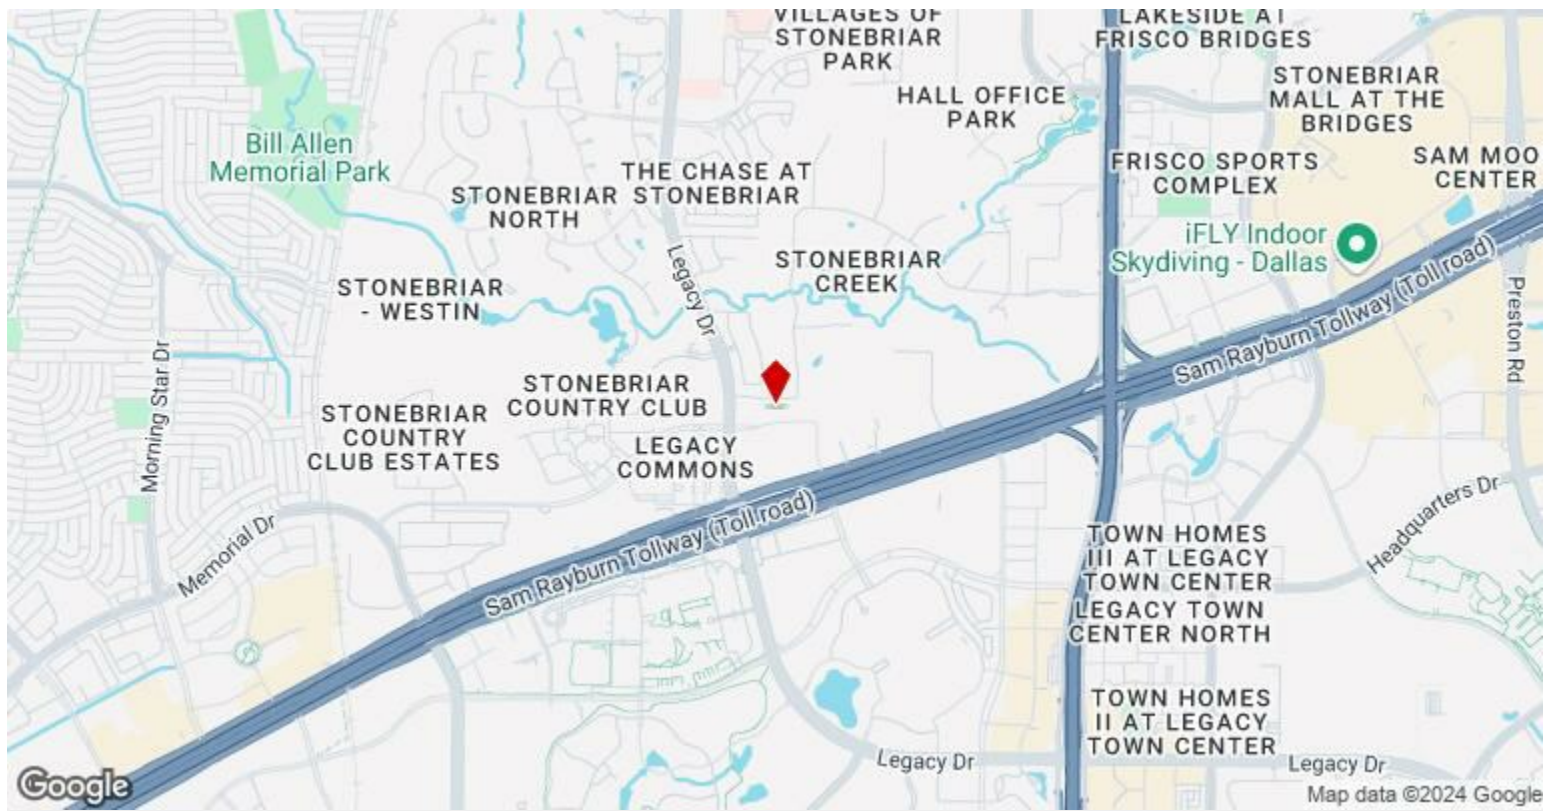 VILLAGES OF
STONEBRIAR
PARK
LAKESIDE AT
FRISCO BRIDGES
HALL OFFICE
PARK
STONEBRIAR
MALL AT THE
BRIDGES
Bill Allen
Memorial Park
THE CHASE AT
STONEBRIAR
STONEBRIAR
NORTH
FRISCO SPORTS
COMPLEX
SAM MOO
CENTER
iFLY Indoor
Skydiving - Dallas
Legacy Dr
STONEBRIAR
CREEK
STONEBRIAR
- WESTIN
Sam Rayburn Tollway (Toll road)
Preston Rd
Morning Star Dr
STONEBRIAR
COUNTRY CLUB
STONEBRIAR
COUNTRY
CLUB ESTATES
LEGACY
COMMONS
Memorial Dr
Sam Rayburn Tollway (Toll road)
Headquarters Dr
TOWN HOMES
III AT LEGACY
TOWN CENTER
LEGACY TOWN
CENTER NORTH
TOWN HOMES
II AT LEGACY
TOWN CENTER
Legacy Dr
Legacy Dr
Google
Map data ©2024 Google